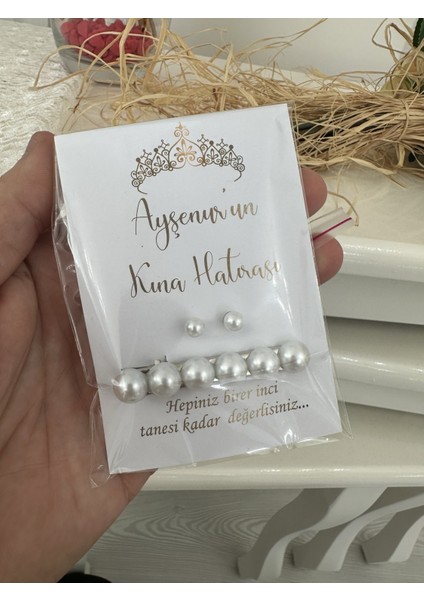 Ayşenur'un
Kına Hatırası
Hepiniz birer inci
tanesi kadar değerlisiniz...